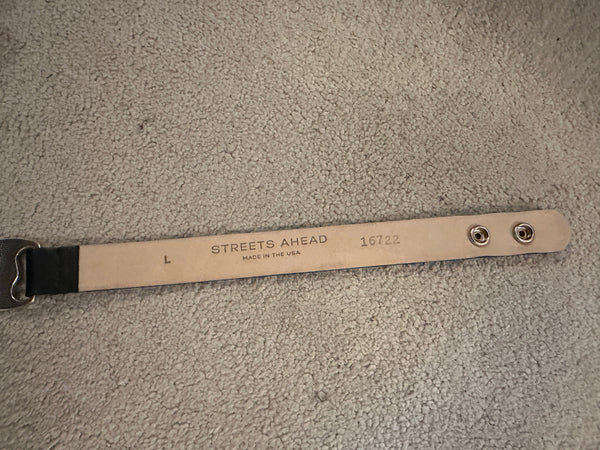 L STREETS AHEAD 16722
MADE IN THE USA